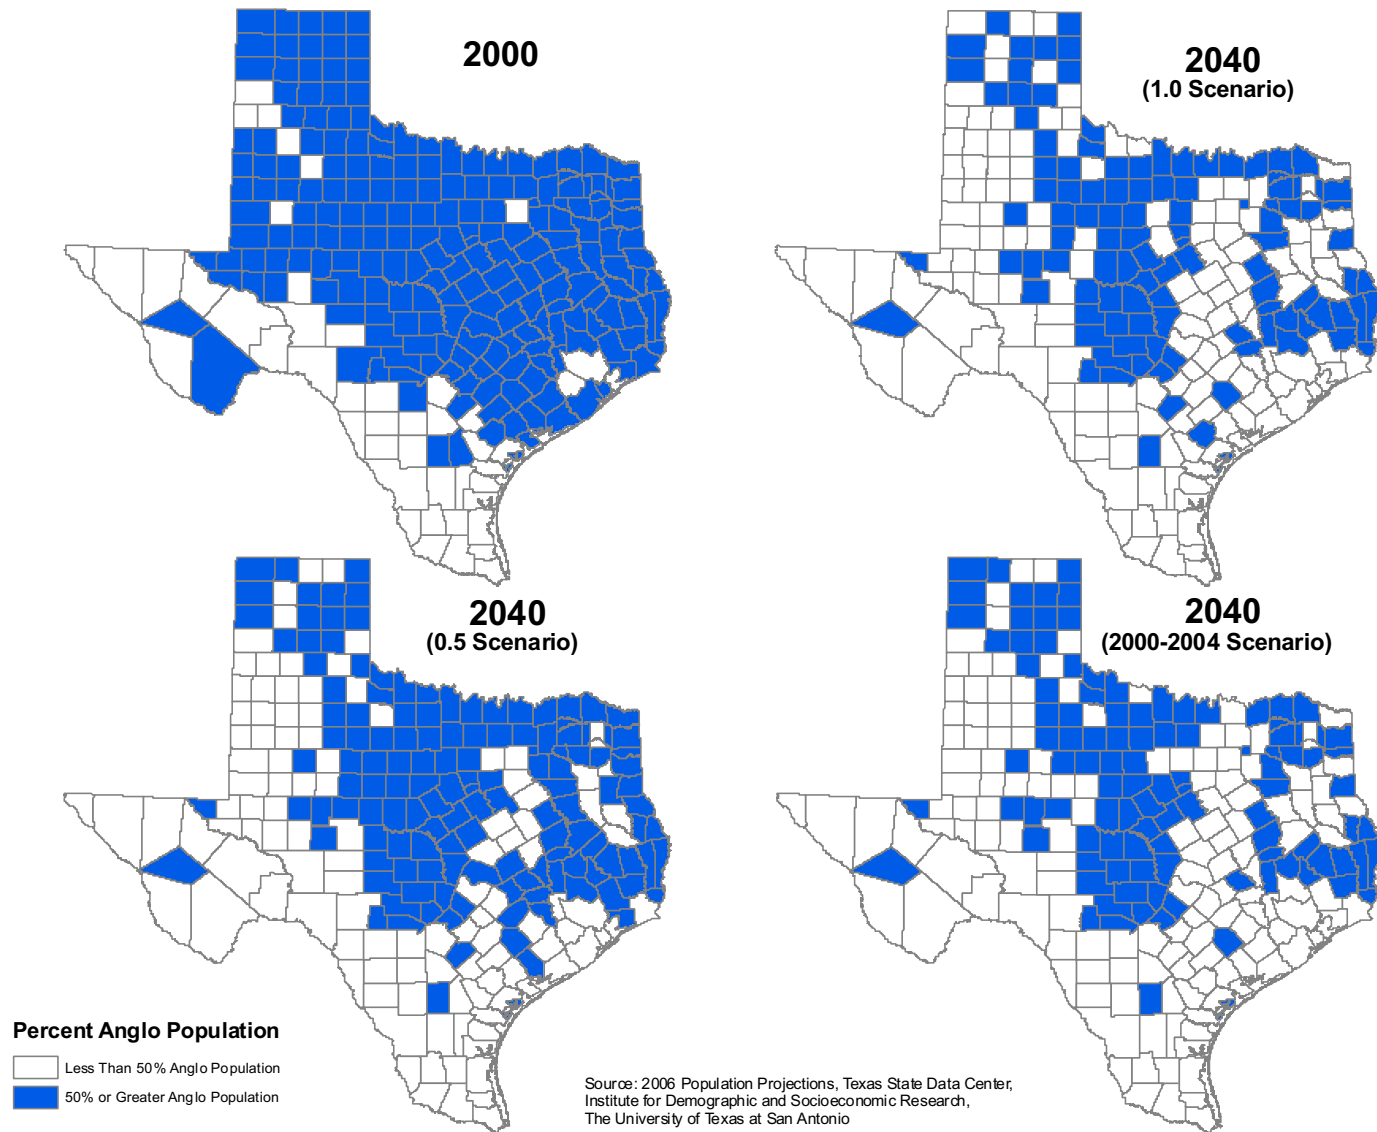 2000
2040
(1.0 Scenario)
2040
(0.5 Scenario)
2040
(2000-2004 Scenario)
Percent Anglo Population
Less Than 50% Anglo Population
50% or Greater Anglo Population
Source: 2006 Population Projections, Texas State Data Center,
Institute for Demographic and Socioeconomic Research,
The University of Texas at San Antonio